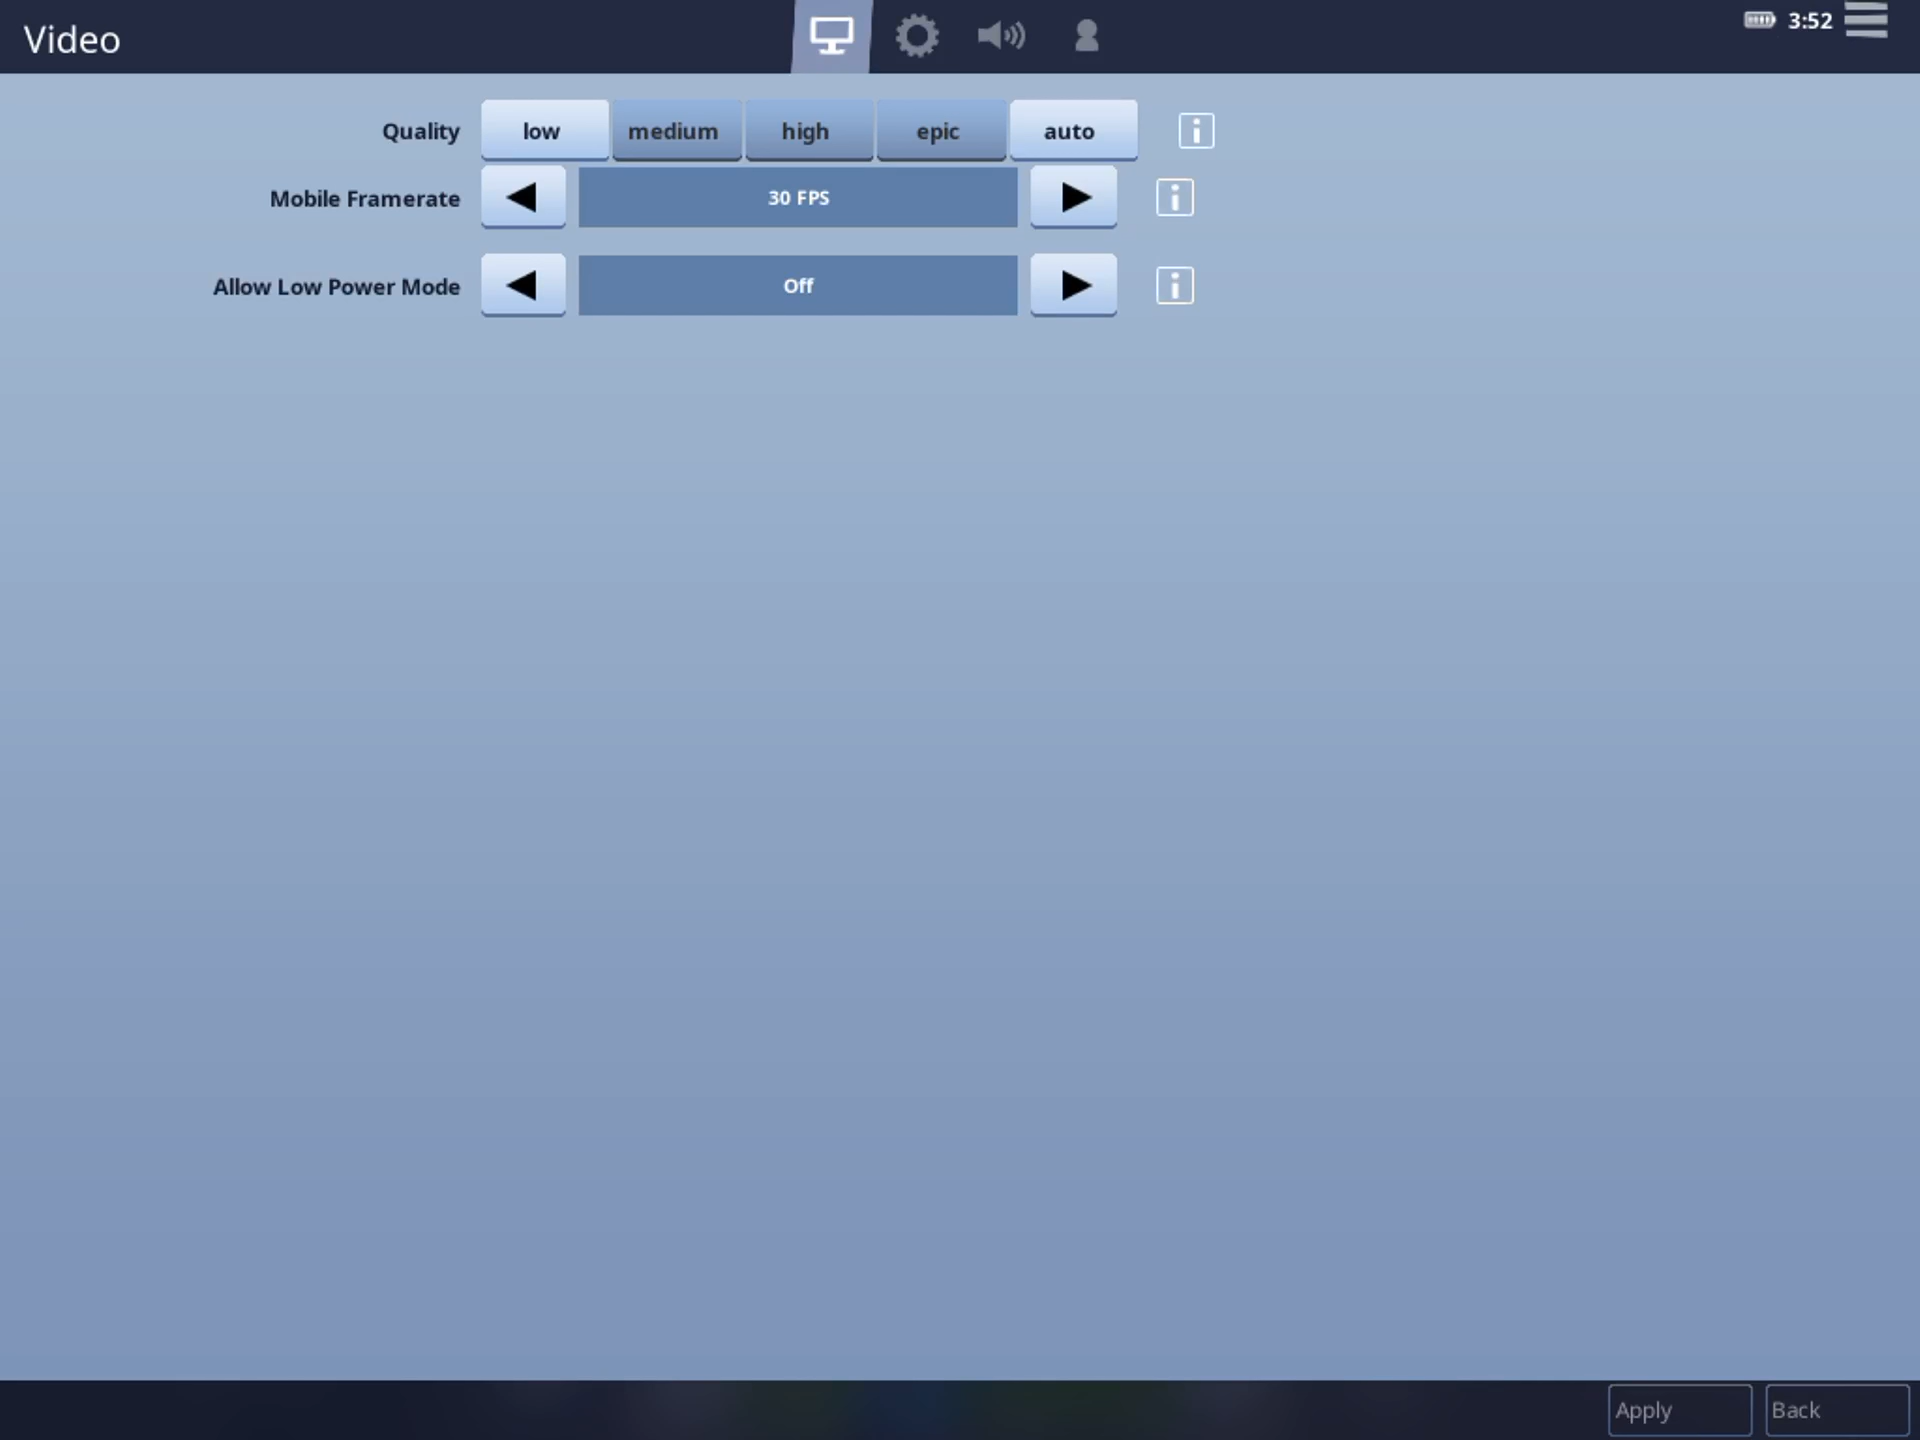 Video
3:52
Quality low medium high epic auto
Mobile Framerate 30 FPS
Allow Low Power Mode Off
Apply Back